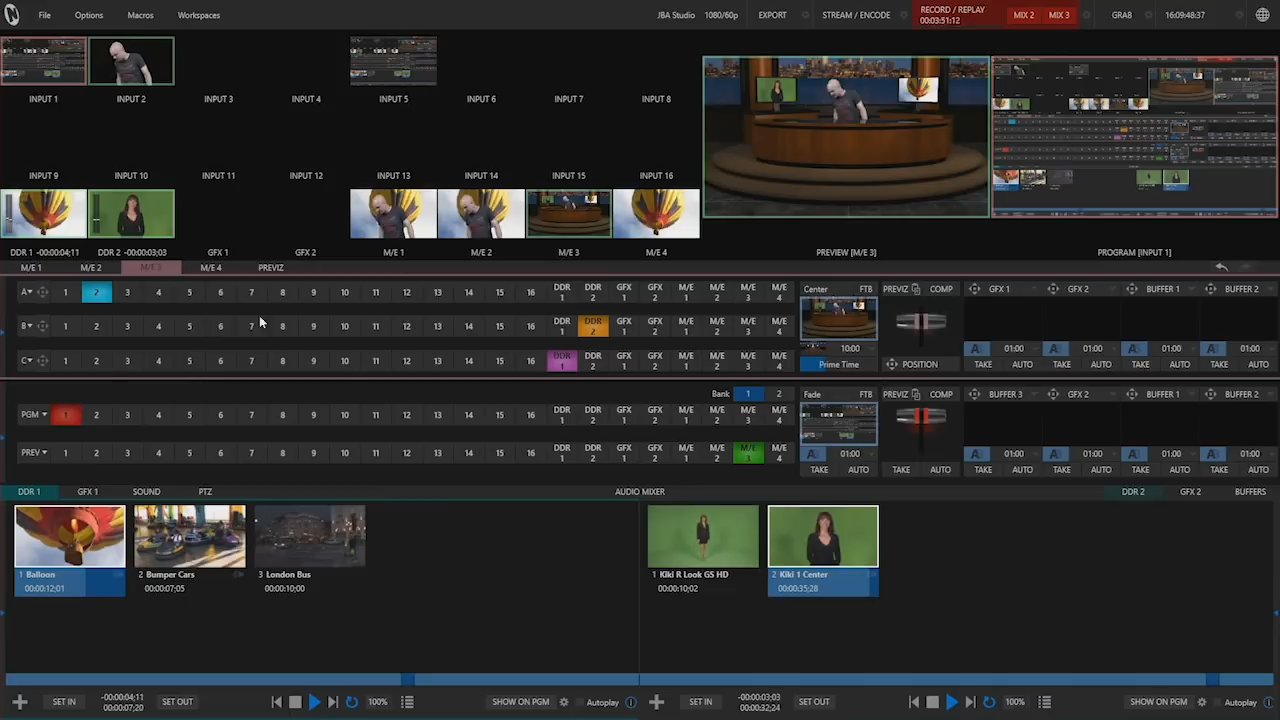 File Options Macros Workspaces JBA Studio 1080/60p EXPORT STREAM / ENCODE RECORD / REPLAY 00:03:51:12 MIX 2 MIX 3 GRAB 16:09:48:37
INPUT 1 INPUT 2 INPUT 3 INPUT 4 INPUT 5 INPUT 6 INPUT 7 INPUT 8
INPUT 9 INPUT 10 INPUT 11 INPUT 12 INPUT 13 INPUT 14 INPUT 15 INPUT 16
DDR 1 -00:00:04;11 DDR 2 -00:00:03;03 GFX 1 GFX 2 M/E 1 M/E 2 M/E 3 M/E 4 PREVIEW [M/E 3] PROGRAM [INPUT 1]
M/E 1 M/E 2 M/E 3 M/E 4 PREVIZ
A 1 2 3 4 5 6 7 8 9 10 11 12 13 14 15 16 DDR 1 DDR 2 GFX 1 GFX 2 M/E 1 M/E 2 M/E 3 M/E 4 Center FTB PREVIZ COMP GFX 1 GFX 2 BUFFER 1 BUFFER 2
B 1 2 3 4 5 6 7 8 9 10 11 12 13 14 15 16 DDR 1 DDR 2 GFX 1 GFX 2 M/E 1 M/E 2 M/E 3 M/E 4
10:00 01:00 01:00 01:00 01:00
C 1 2 3 4 5 6 7 8 9 10 11 12 13 14 15 16 DDR 1 DDR 2 GFX 1 GFX 2 M/E 1 M/E 2 M/E 3 M/E 4 Prime Time POSITION TAKE AUTO TAKE AUTO TAKE AUTO TAKE AUTO
Bank 1 2 Fade FTB PREVIZ COMP BUFFER 3 GFX 2 BUFFER 1 BUFFER 2
PGM 1 2 3 4 5 6 7 8 9 10 11 12 13 14 15 16 DDR 1 DDR 2 GFX 1 GFX 2 M/E 1 M/E 2 M/E 3 M/E 4
PREV 1 2 3 4 5 6 7 8 9 10 11 12 13 14 15 16 DDR 1 DDR 2 GFX 1 GFX 2 M/E 1 M/E 2 M/E 3 M/E 4 01:00 01:00 01:00 01:00 01:00
TAKE AUTO TAKE AUTO TAKE AUTO TAKE AUTO TAKE AUTO TAKE AUTO
DDR 1 GFX 1 SOUND PTZ AUDIO MIXER DDR 2 GFX 2 BUFFERS
1 Balloon 2 Bumper Cars 3 London Bus 1 Kiki R Look GS HD 2 Kiki 1 Center
00:00:12;01 00:00:07;05 00:00:10;00 00:00:10;02 00:00:35;28
SET IN -00:00:04;11 00:00:07;20 SET OUT 100% SHOW ON PGM Autoplay SET IN -00:00:03;03 00:00:32;24 SET OUT 100% SHOW ON PGM Autoplay